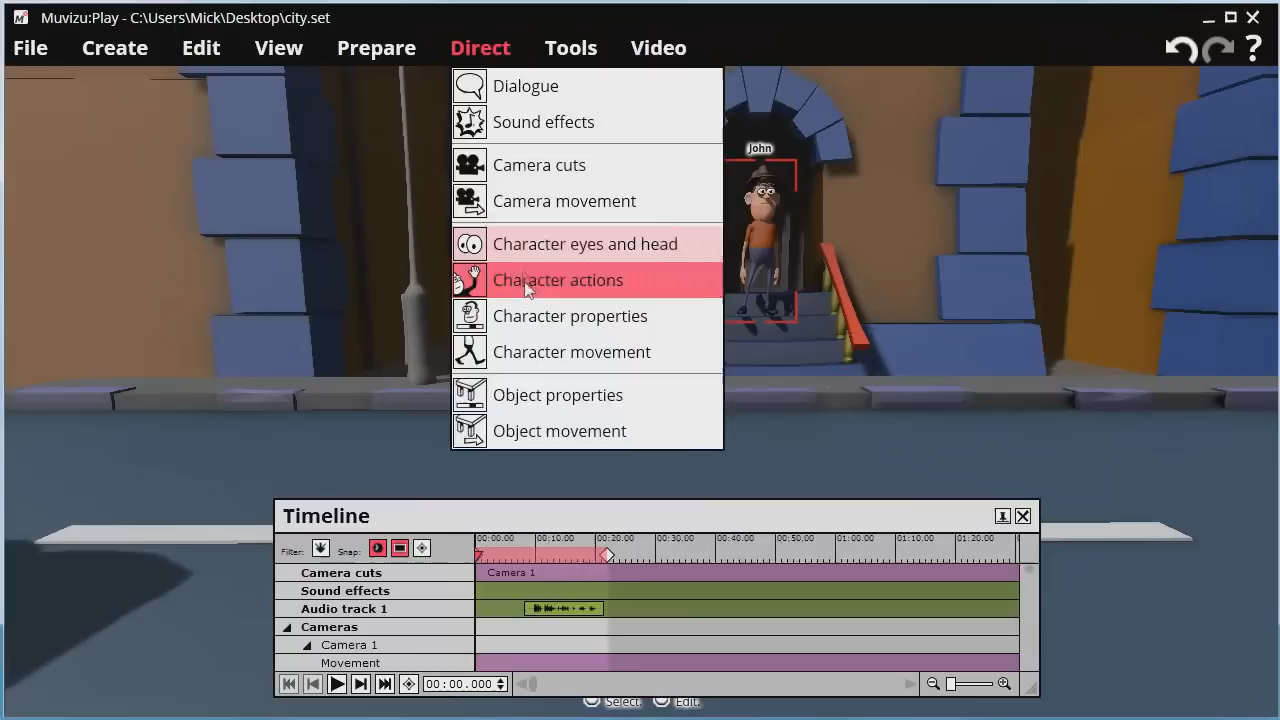 Muvizu:Play - C:\Users\Mick\Desktop\city.set
File Create Edit View Prepare Direct Tools Video ?
Dialogue
Sound effects
Camera cuts
Camera movement
Character eyes and head
Character actions
Character properties
Character movement
Object properties
Object movement
John
Timeline
Filter: Snap: 00:00.00 00:10.00 00:20.00 00:30.00 00:40.00 00:50.00 01:00.00 01:10.00 01:20.00
Camera cuts Camera 1
Sound effects
Audio track 1
Cameras
Camera 1
Movement
00:00.000
Select. Edit.